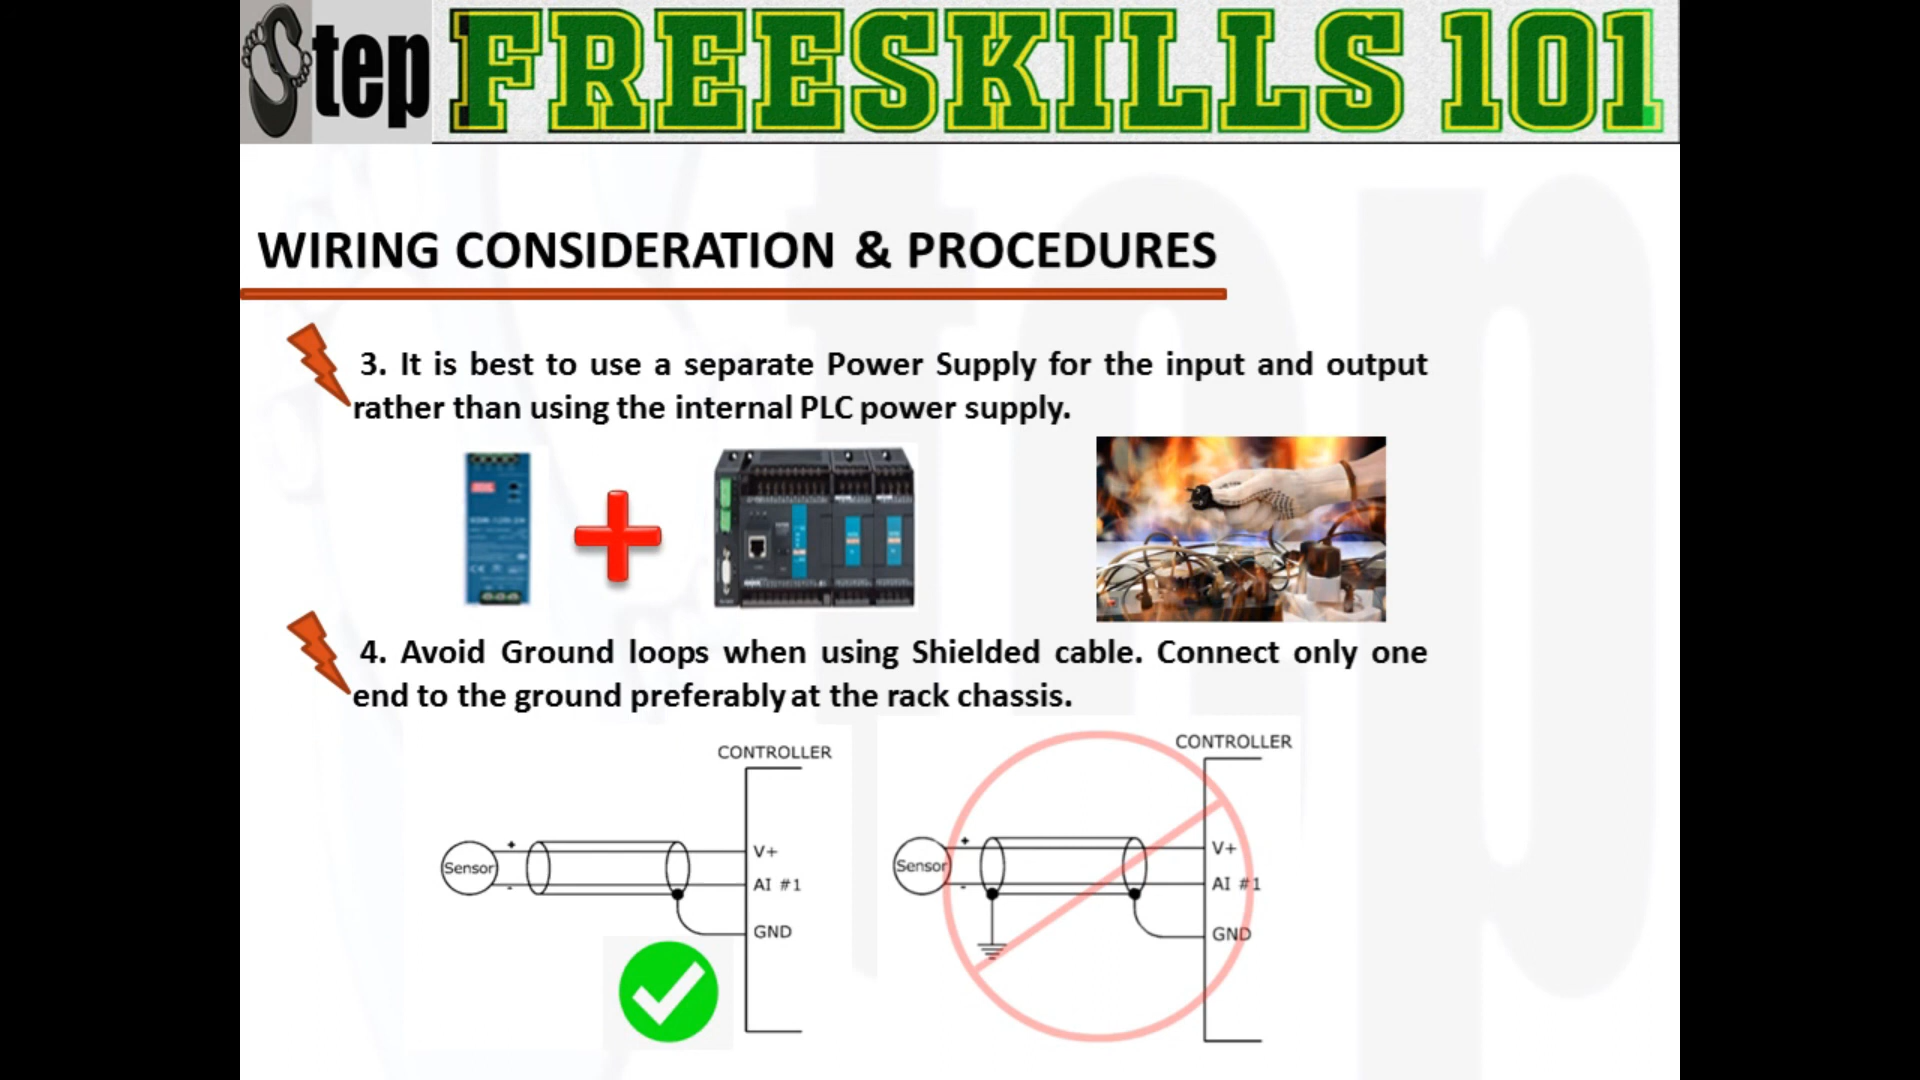 Step FREESKILLS 101
WIRING CONSIDERATION & PROCEDURES
3. It is best to use a separate Power Supply for the input and output
rather than using the internal PLC power supply.
4. Avoid Ground loops when using Shielded cable. Connect only one
end to the ground preferably at the rack chassis.
CONTROLLER
Sensor
+
-
V+
AI #1
GND
CONTROLLER
Sensor
+
-
V+
AI #1
GND